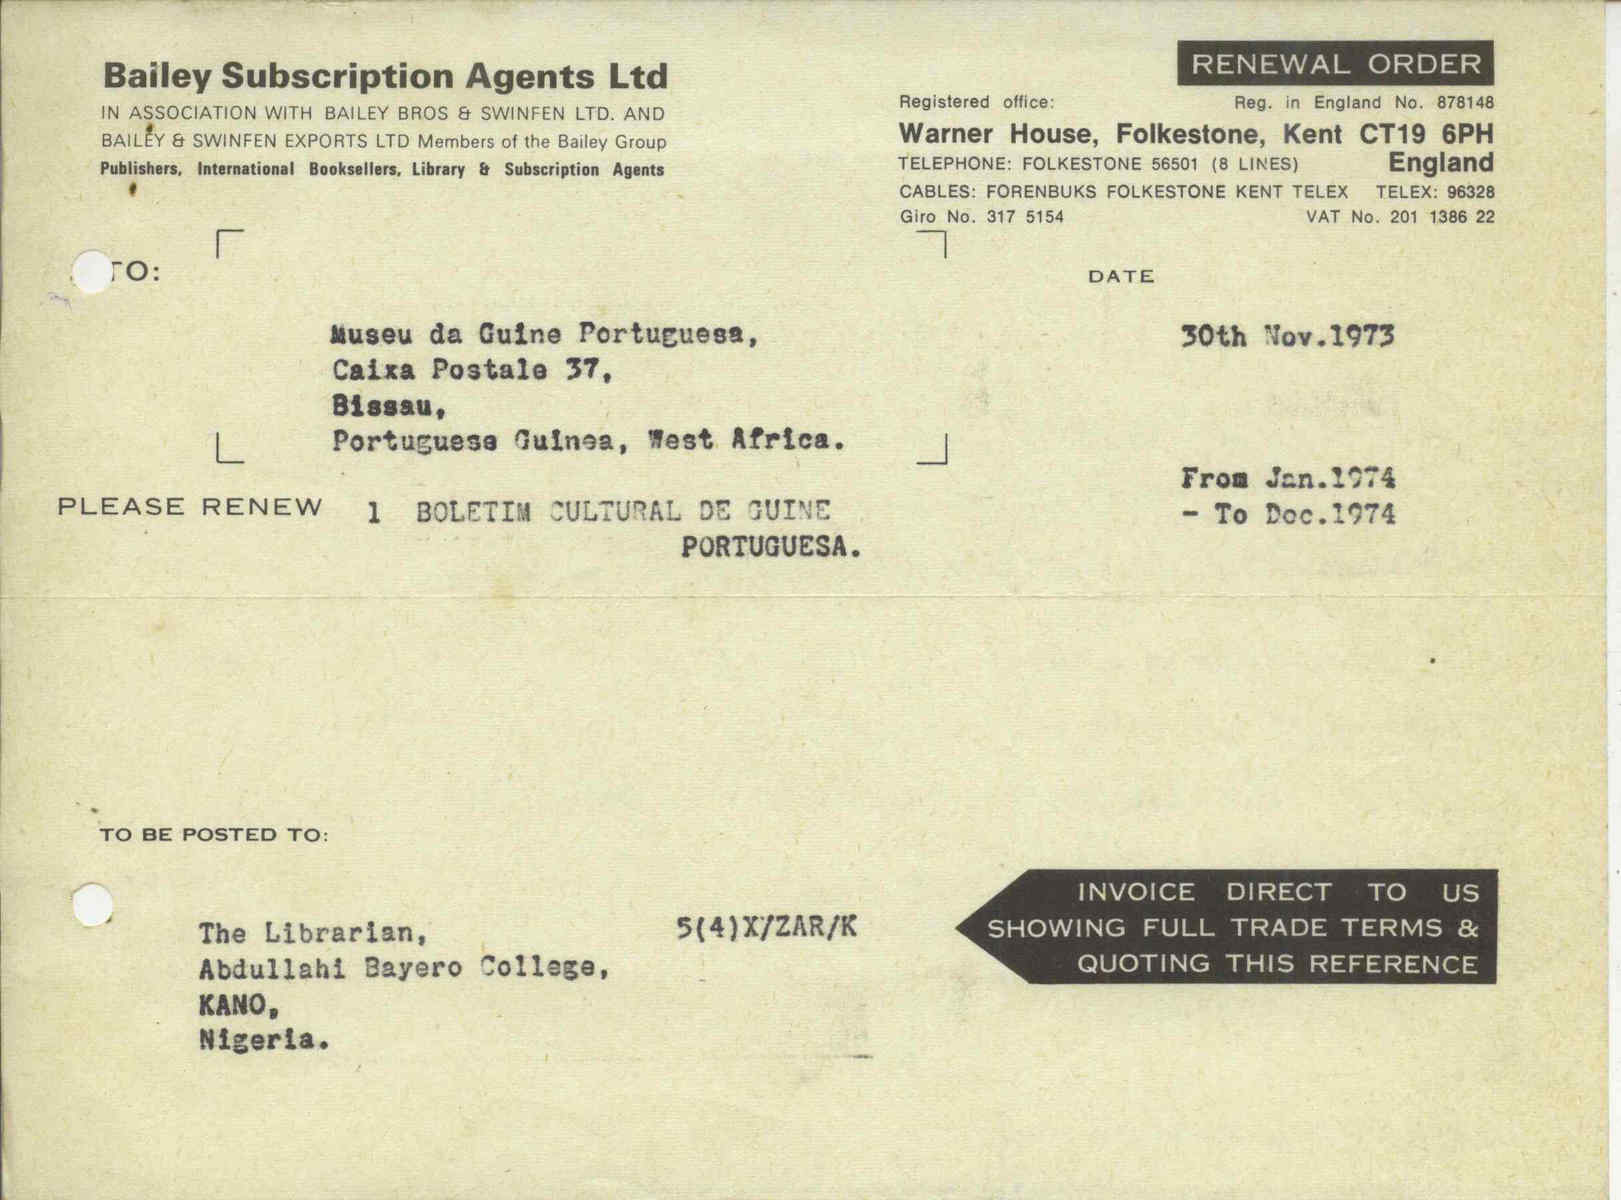 Bailey Subscription Agents Ltd
IN ASSOCIATION WITH BAILEY BROS & SWINFEN LTD. AND
BAILEY & SWINFEN EXPORTS LTD Members of the Bailey Group
Publishers, International Booksellers, Library & Subscription Agents
RENEWAL ORDER
Registered office: Reg. in England No. 878148
Warner House, Folkestone, Kent CT19 6PH
TELEPHONE: FOLKESTONE 56501 (8 LINES) England
CABLES: FORENBUKS FOLKESTONE KENT TELEX TELEX: 96328
Giro No. 317 5154 VAT No. 201 1386 22
TO:
DATE
Museu da Guine Portuguesa,
Caixa Postale 37,
Bissau,
Portuguese Guinea, West Africa.
30th Nov.1973
From Jan.1974
- To Dec.1974
PLEASE RENEW 1 BOLETIM CULTURAL DE GUINE
PORTUGUESA.
TO BE POSTED TO:
The Librarian, 5(4)X/ZAR/K
Abdullahi Bayero College,
KANO,
Nigeria.
INVOICE DIRECT TO US
SHOWING FULL TRADE TERMS &
QUOTING THIS REFERENCE